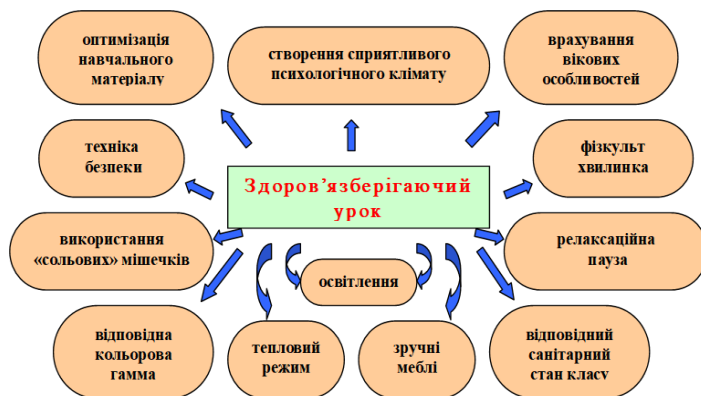 оптимізація
навчального
матеріалу
створення сприятливого
психологічного клімату
врахування
вікових
особливостей
техніка
безпеки
Здоров’язберігаючий
урок
фізкульт
хвилинка
використання
«сольових» мішечків
релаксаційна
пауза
освітлення
відповідна
кольорова
гамма
тепловий
режим
зручні
меблі
відповідний
санітарний
стан класу